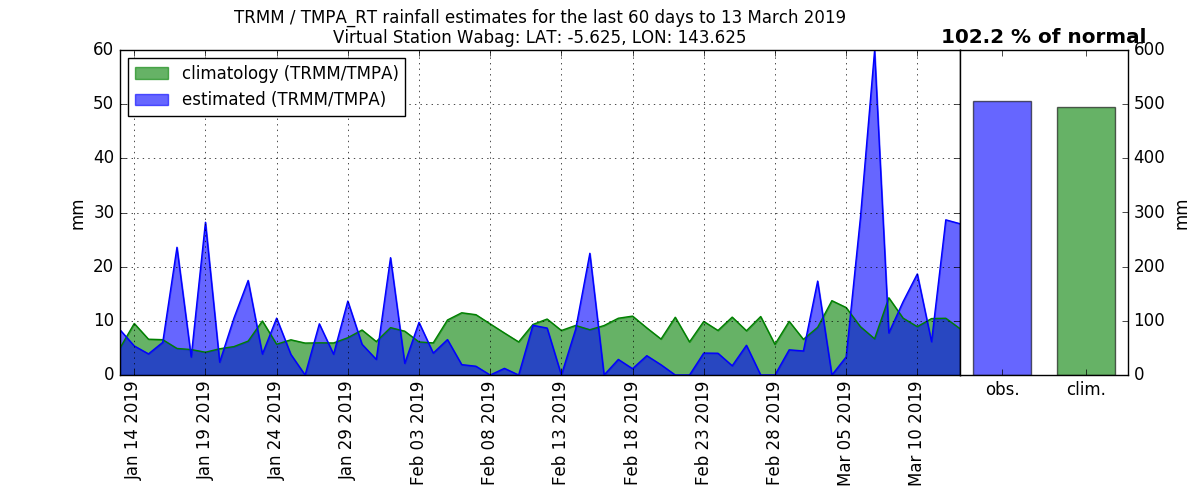 TRMM / TMPA_RT rainfall estimates for the last 60 days to 13 March 2019
Virtual Station Wabag: LAT: -5.625, LON: 143.625
102.2 % of normal
climatology (TRMM/TMPA)
estimated (TRMM/TMPA)
60
50
40
30
20
10
0
mm
600
500
400
300
200
100
0
mm
Jan 14 2019
Jan 19 2019
Jan 24 2019
Jan 29 2019
Feb 03 2019
Feb 08 2019
Feb 13 2019
Feb 18 2019
Feb 23 2019
Feb 28 2019
Mar 05 2019
Mar 10 2019
obs.
clim.